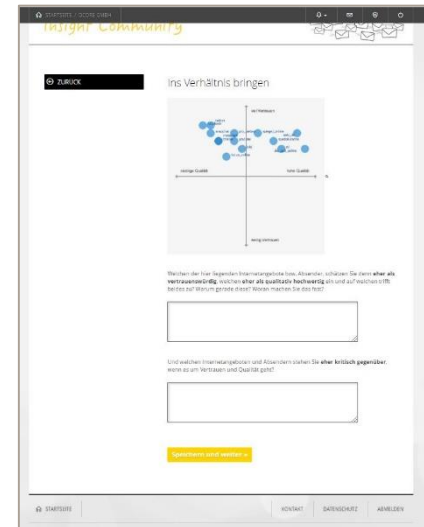 STARTSEITE
Insight Community
ZURÜCK
Ins Verhältnis bringen
viel Vertrauen
niedrige Qualität
hohe Qualität
wenig Vertrauen
Welchen der hier liegenden Internetangebote bzw. Absender, schätzen Sie denn eher als
vertrauenswürdig, welchen eher als qualitativ hochwertig ein und auf welchen trifft
beides zu? Warum gerade diese? Woran machen Sie das fest?
Und welchen Internetangeboten und Absendern stehen Sie eher kritisch gegenüber,
wenn es um Vertrauen und Qualität geht?
Speichern und weiter »
STARTSEITE
KONTAKT
DATENSCHUTZ
ABMELDEN